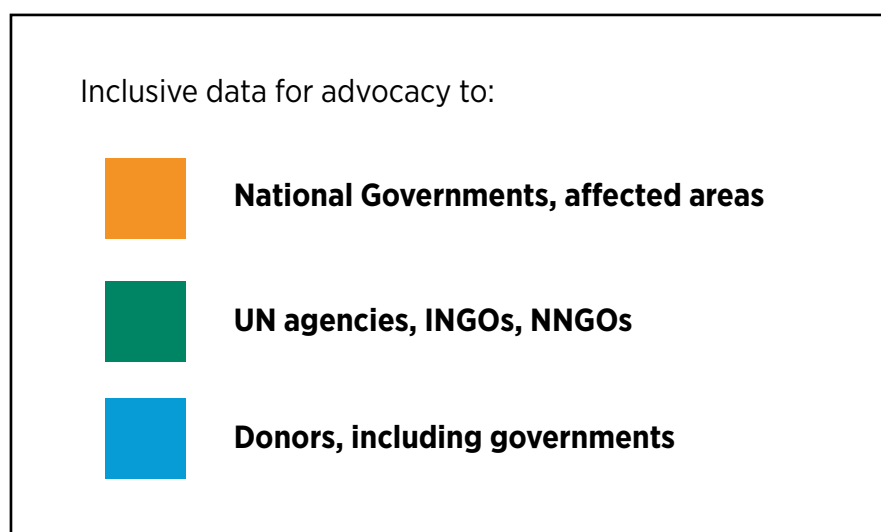 Inclusive data for advocacy to:
National Governments, affected areas
UN agencies, INGOs, NNGOs
Donors, including governments